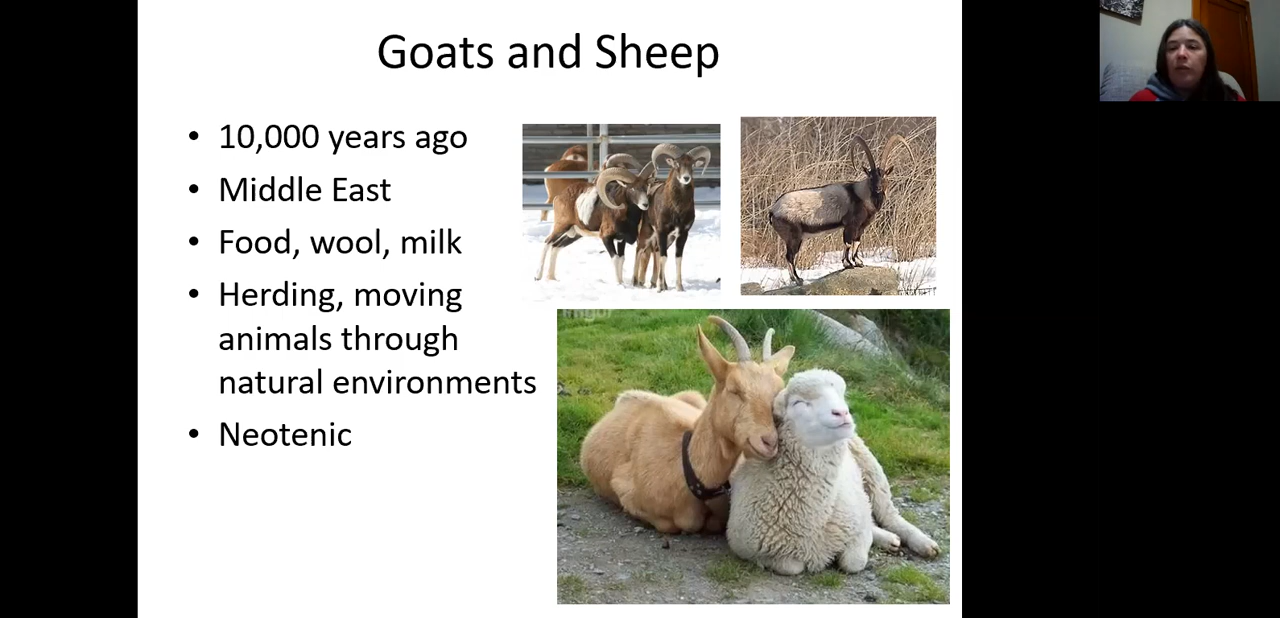 Goats and Sheep
• 10,000 years ago
• Middle East
• Food, wool, milk
• Herding, moving
animals through
natural environments
• Neotenic
imgur